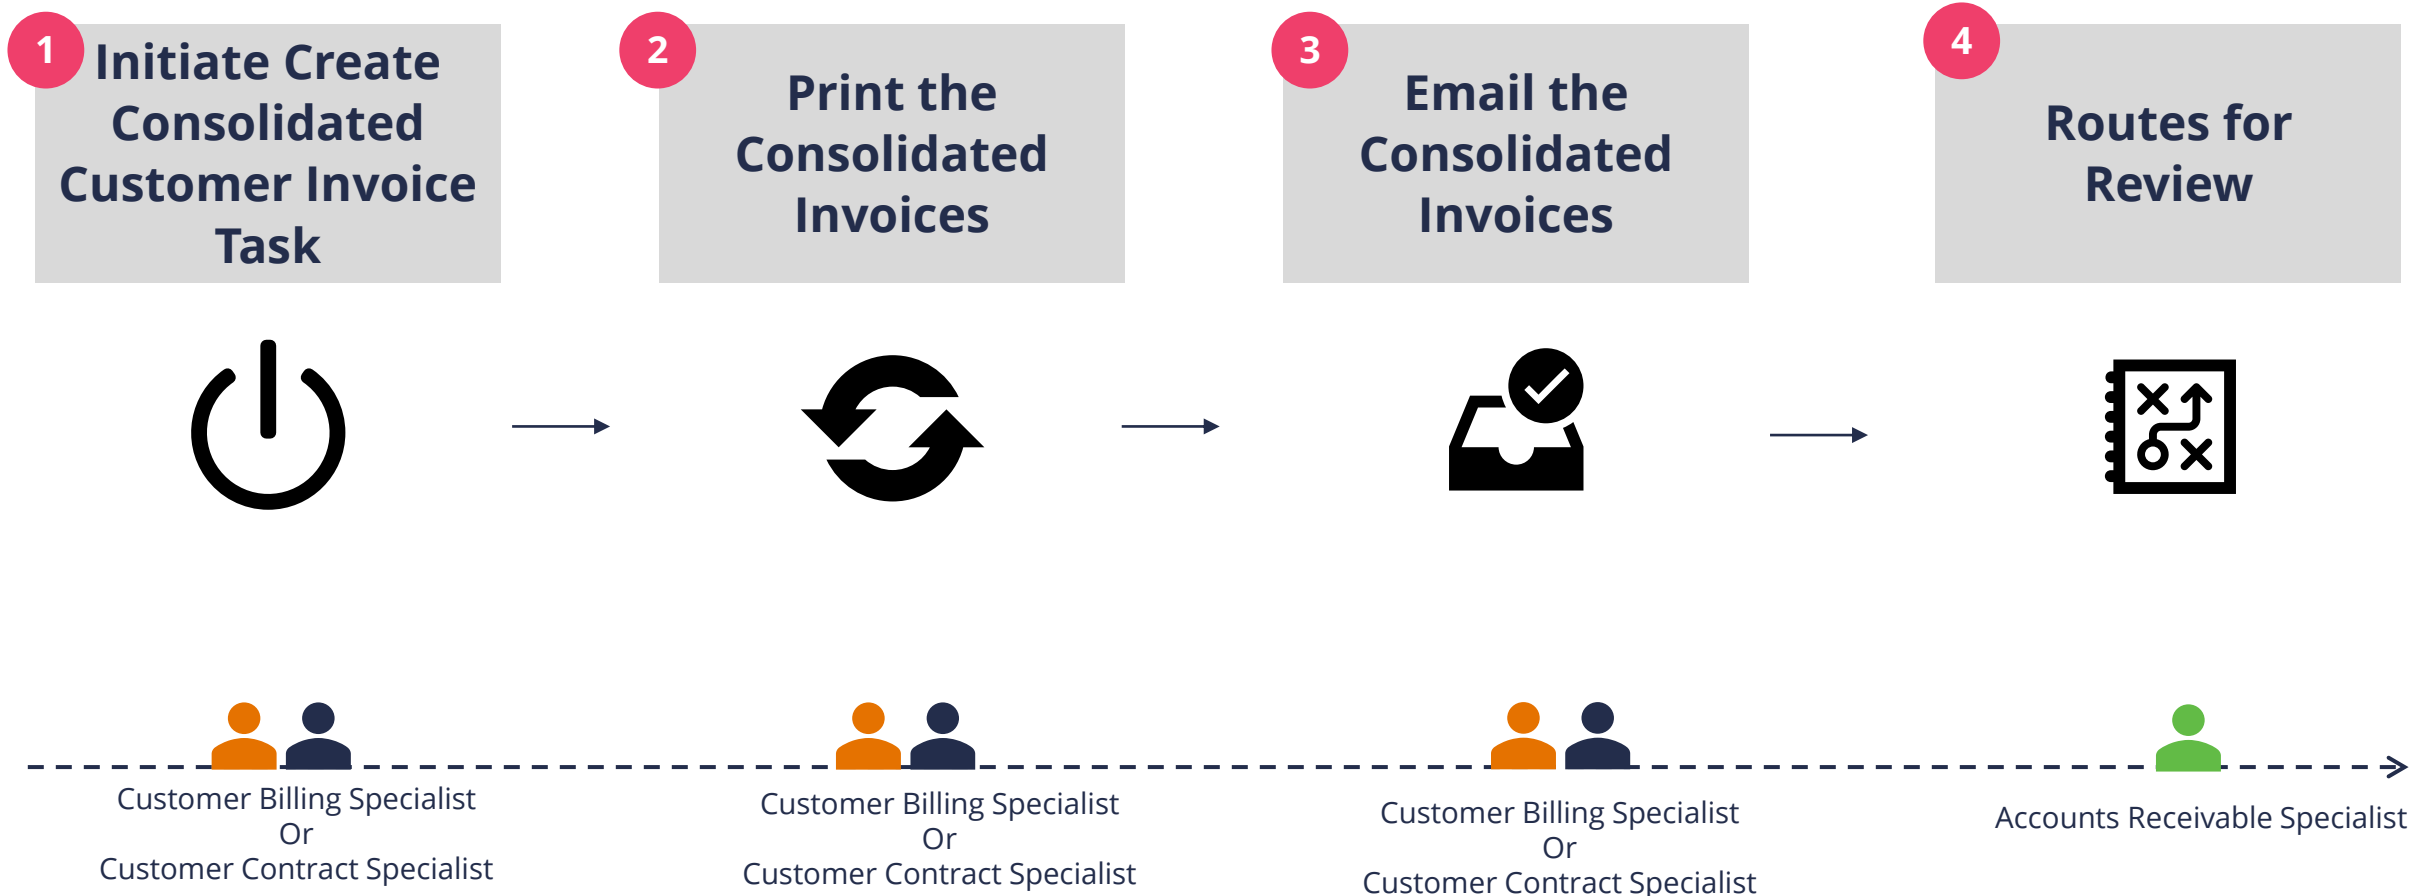 1
Initiate Create
Consolidated
Customer Invoice
Task
2
Print the
Consolidated
Invoices
3
Email the
Consolidated
Invoices
4
Routes for
Review
Customer Billing Specialist
Or
Customer Contract Specialist
Customer Billing Specialist
Or
Customer Contract Specialist
Customer Billing Specialist
Or
Customer Contract Specialist
Accounts Receivable Specialist